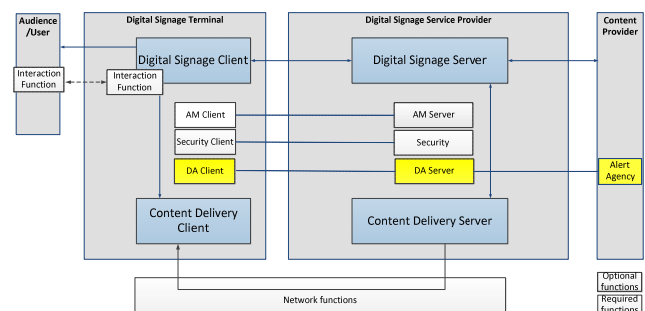 Audience
/User
Digital Signage Terminal
Digital Signage Service Provider
Content
Provider
Digital Signage Client
Digital Signage Server
Interaction
Function
Interaction
Function
AM Client
AM Server
Security Client
Security
DA Client
DA Server
Alert
Agency
Content Delivery
Client
Content Delivery Server
Network functions
Optional
functions
Required
functions